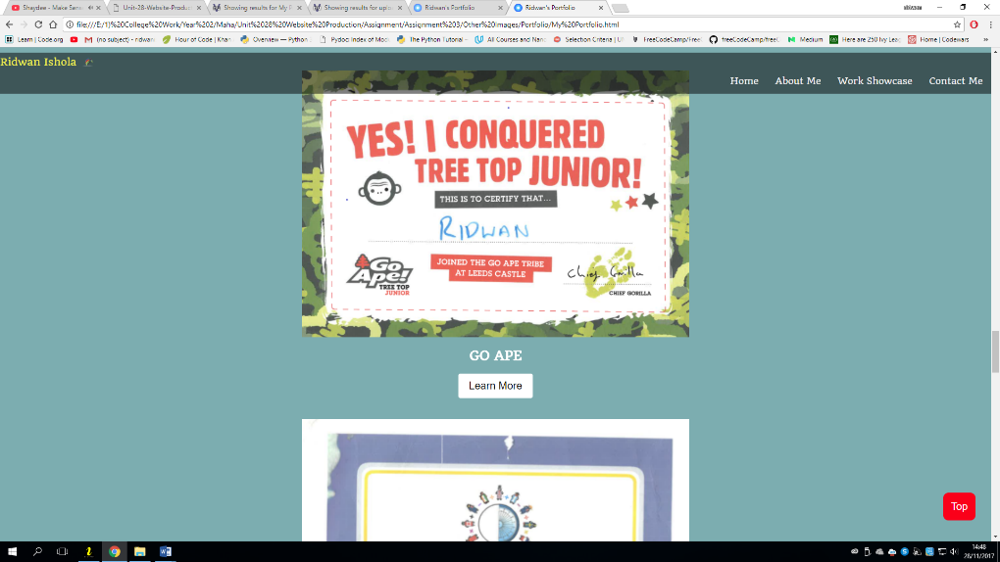 Shaydee - Make Sens
Unit-28-Website-Produc
Showing results for My
Showing results for uplo
Ridwan's Portfolio
Ridwan's Portfolio
ridwan
file:///E:/1)%20College%20Work/Year%202/Maha/Unit%2028%20Website%20Production/Assignment/Assignment%203/Other%20Images/Portfolio/My%20Portfolio.html
Learn | Code.org
(no subject) - ridwan
Hour of Code | Khan
Overview — Python
Pydoc Index of Mod
The Python Tutorial –
All Courses and Nan
Selection Criteria | U
FreeCodeCamp/Free
freeCodeCamp/freeC
Medium
Here are 250 Ivy Leag
Home | Codewars
Ridwan Ishola
Home About Me Work Showcase Contact Me
YES! I CONQUERED
TREE TOP JUNIOR!
THIS IS TO CERTIFY THAT...
RIDWAN
Go
Ape!
TREE TOP
JUNIOR
JOINED THE GO APE TRIBE
AT LEEDS CASTLE
Chief Gorilla
CHIEF GORILLA
GO APE
Learn More
Top
14:48
28/11/2017